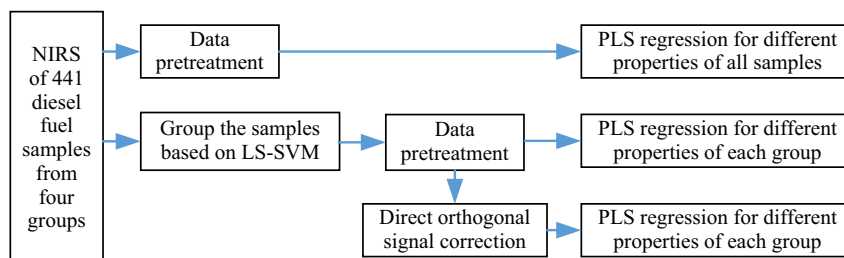 NIRS
of 441
diesel
fuel
samples
from
four
groups
Data
pretreatment
PLS regression for different
properties of all samples
Group the samples
based on LS-SVM
Data
pretreatment
PLS regression for different
properties of each group
Direct orthogonal
signal correction
PLS regression for different
properties of each group